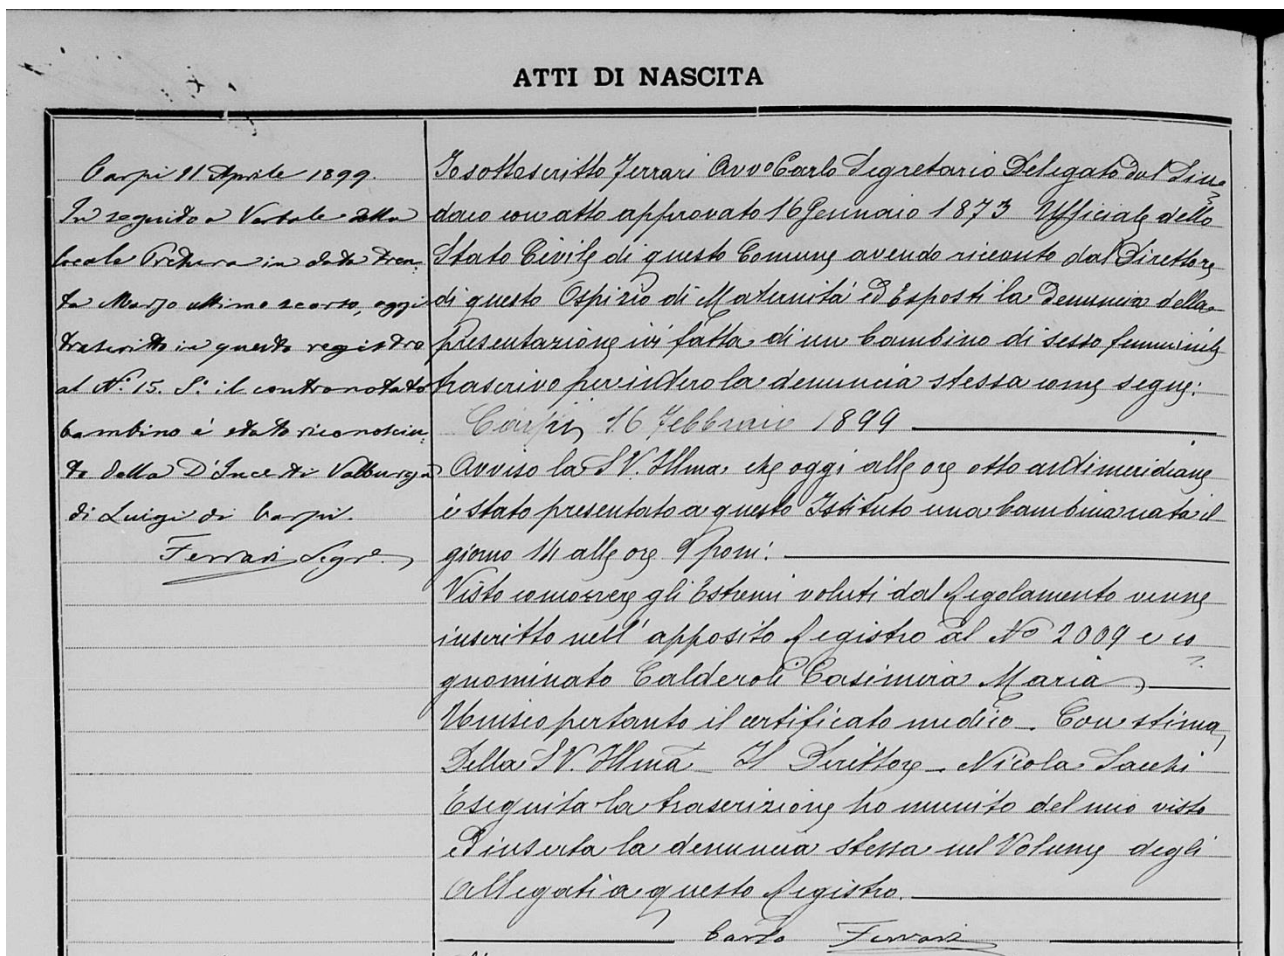 ATTI DI NASCITA
Carpi 11 Aprile 1899.
In seguito a Verbale della
locale Pretura in data tren-
ta Marzo ultimo scorso, oggi
trascritto in questo registro
al N.° 15. S.° il contronotato
bambino è stato riconosciu-
to dalla D'Incerti Valburga
di Luigi di Carpi.
Ferrari Segr.°
Io sottoscritto Ferrari Avv.o Carlo Segretario Delegato dal Sin-
daco con atto approvato 16 Gennaio 1873 Ufficiale dello
Stato Civile di questo Comune avendo ricevuto dal Direttore
di questo Ospizio di Maternità ed Esposti la denuncia della
presentazione ivi fatta di un bambino di sesso femminile
trascrivo per intero la denuncia stessa come segue:
Carpi, 16 Febbraio 1899
Avviso la S.V. Illma. che oggi alle ore otto antimeridiane
è stato presentato a questo Istituto una bambina nata il
giorno 14 alle ore 9 pom:
Visto concorrere gli Estremi voluti dal Regolamento venne
inscritto nell'apposito Registro al No 2009 e co
gnominato Calderoli Casimira Maria
Unisco pertanto il certificato medico. Con stima
Della S.V. Illma Il Direttore Nicola Sacchi
Eseguita la trascrizione ho munito del mio visto
ed inserta la denuncia stessa nel Volume degli
Allegati a questo Registro.
Carlo Ferrari